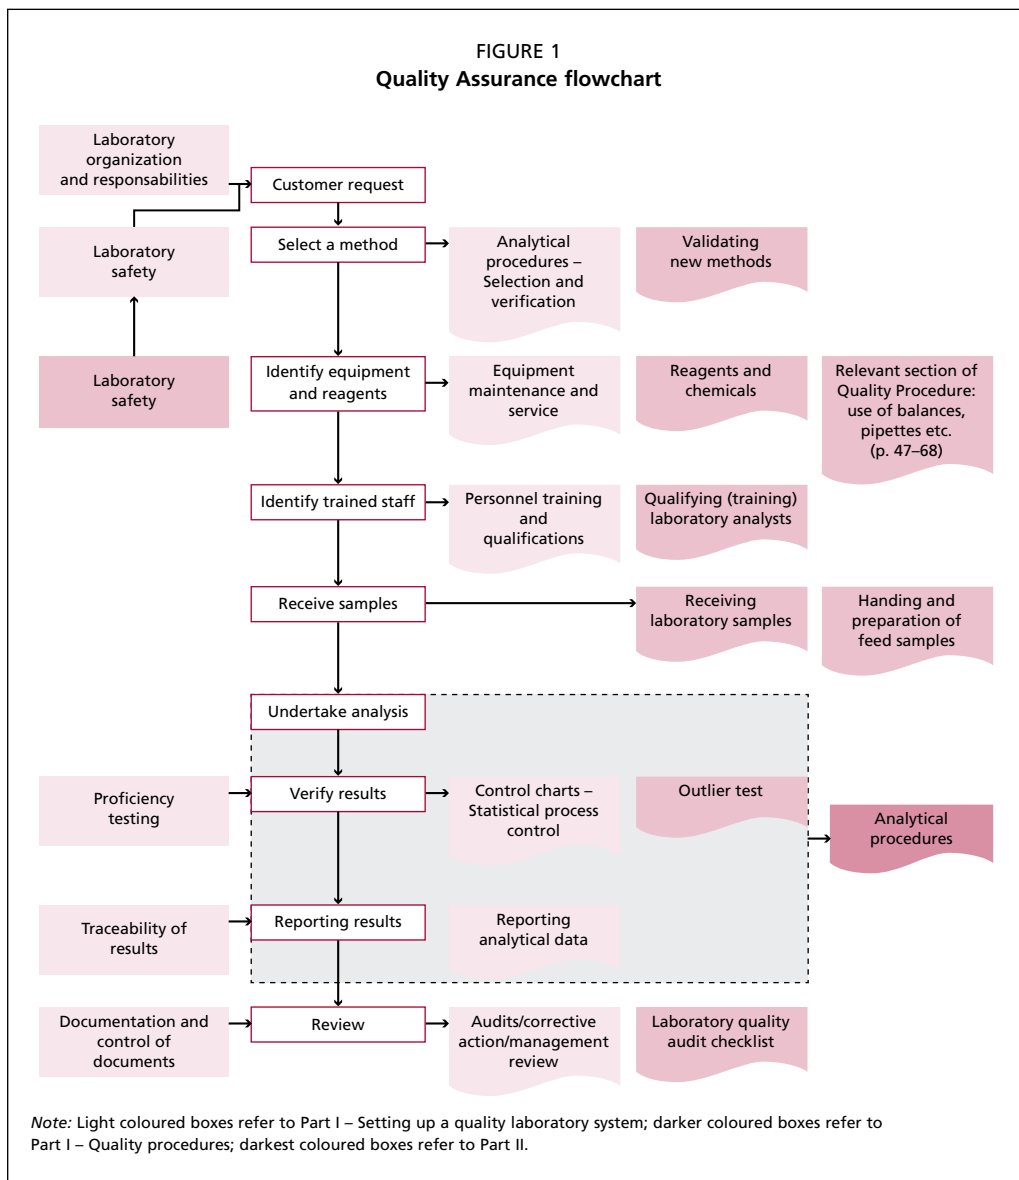 FIGURE 1
Quality Assurance flowchart
Laboratory
organization
and responsabilities
Customer request
Laboratory
safety
Select a method
Analytical
procedures –
Selection and
verification
Validating
new methods
Laboratory
safety
Identify equipment
and reagents
Equipment
maintenance and
service
Reagents and
chemicals
Relevant section of
Quality Procedure:
use of balances,
pipettes etc.
(p. 47–68)
Identify trained staff
Personnel training
and
qualifications
Qualifying (training)
laboratory analysts
Receive samples
Receiving
laboratory samples
Handing and
preparation of
feed samples
Undertake analysis
Proficiency
testing
Verify results
Control charts –
Statistical process
control
Outlier test
Analytical
procedures
Traceability of
results
Reporting results
Reporting
analytical data
Documentation and
control of
documents
Review
Audits/corrective
action/management
review
Laboratory quality
audit checklist
Note: Light coloured boxes refer to Part I – Setting up a quality laboratory system; darker coloured boxes refer to
Part I – Quality procedures; darkest coloured boxes refer to Part II.